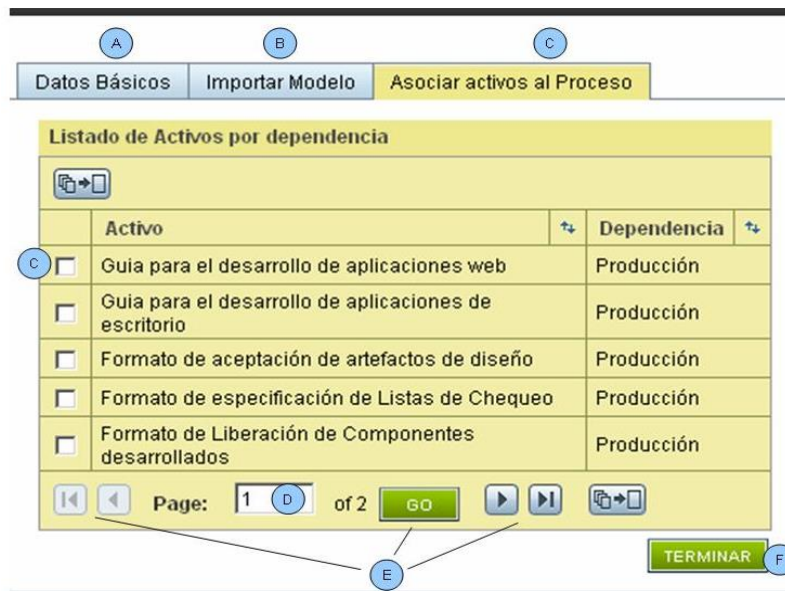 A B C
Datos Básicos Importar Modelo Asociar activos al Proceso
Listado de Activos por dependencia
Activo Dependencia
C Guia para el desarrollo de aplicaciones web Producción
Guia para el desarrollo de aplicaciones de
escritorio Producción
Formato de aceptación de artefactos de diseño Producción
Formato de especificación de Listas de Chequeo Producción
Formato de Liberación de Componentes
desarrollados Producción
Page: 1 D of 2 GO
E
TERMINAR F